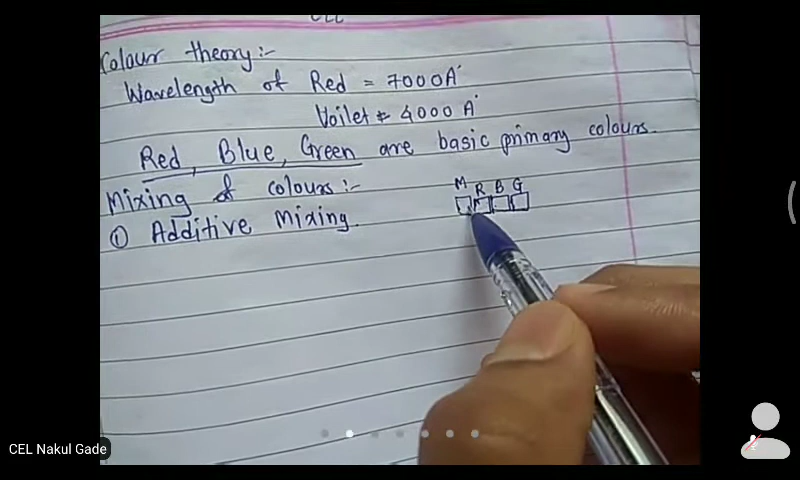 Colour theory:-
Wavelength of Red = 7000A°
Voilet = 4000 A°
Red, Blue, Green are basic primary colours.
Mixing of colours:-
M R B G
① Additive Mixing.
CEL Nakul Gade